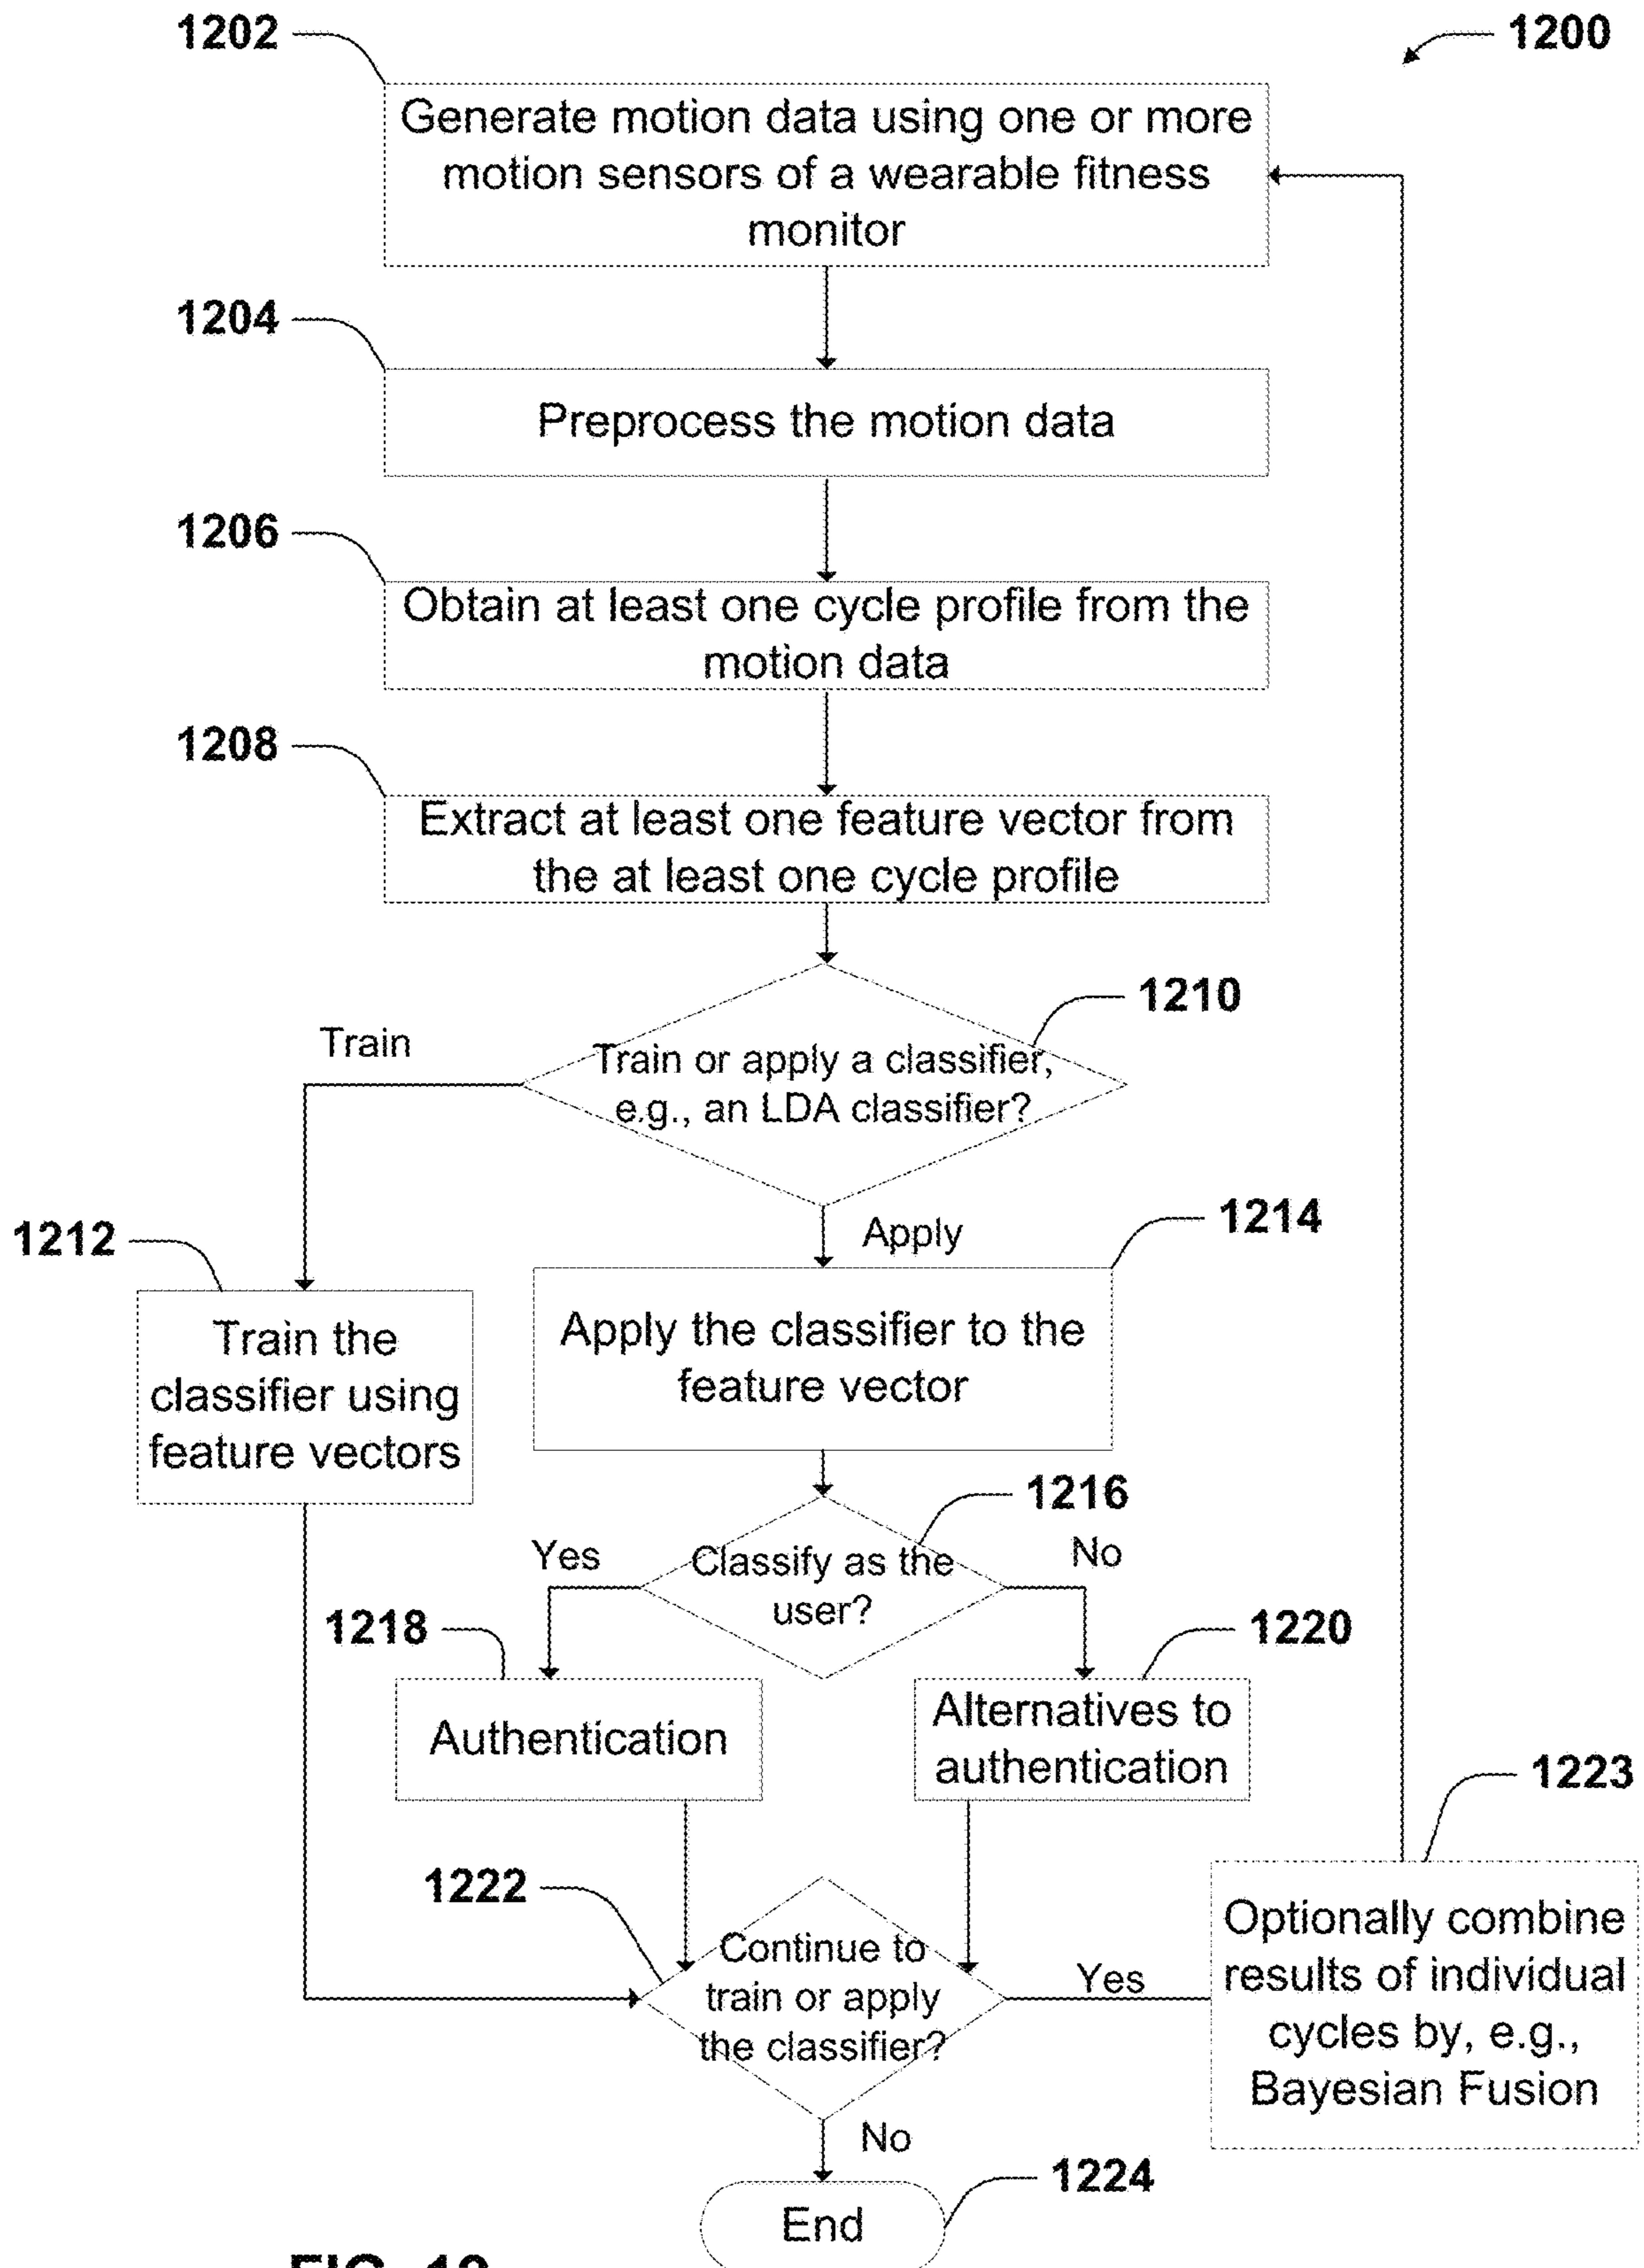 1202
1200
Generate motion data using one or more
motion sensors of a wearable fitness
monitor
1204
Preprocess the motion data
1206
Obtain at least one cycle profile from the
motion data
1208
Extract at least one feature vector from
the at least one cycle profile
1210
Train
Train or apply a classifier,
e.g., an LDA classifier?
1212
Apply
1214
Train the
classifier using
feature vectors
Apply the classifier to the
feature vector
1216
Yes
Classify as the
user?
No
1218
1220
Authentication
Alternatives to
authentication
1223
1222
Continue to
train or apply
the classifier?
Yes
Optionally combine
results of individual
cycles by, e.g.,
Bayesian Fusion
No
1224
End
FIG.